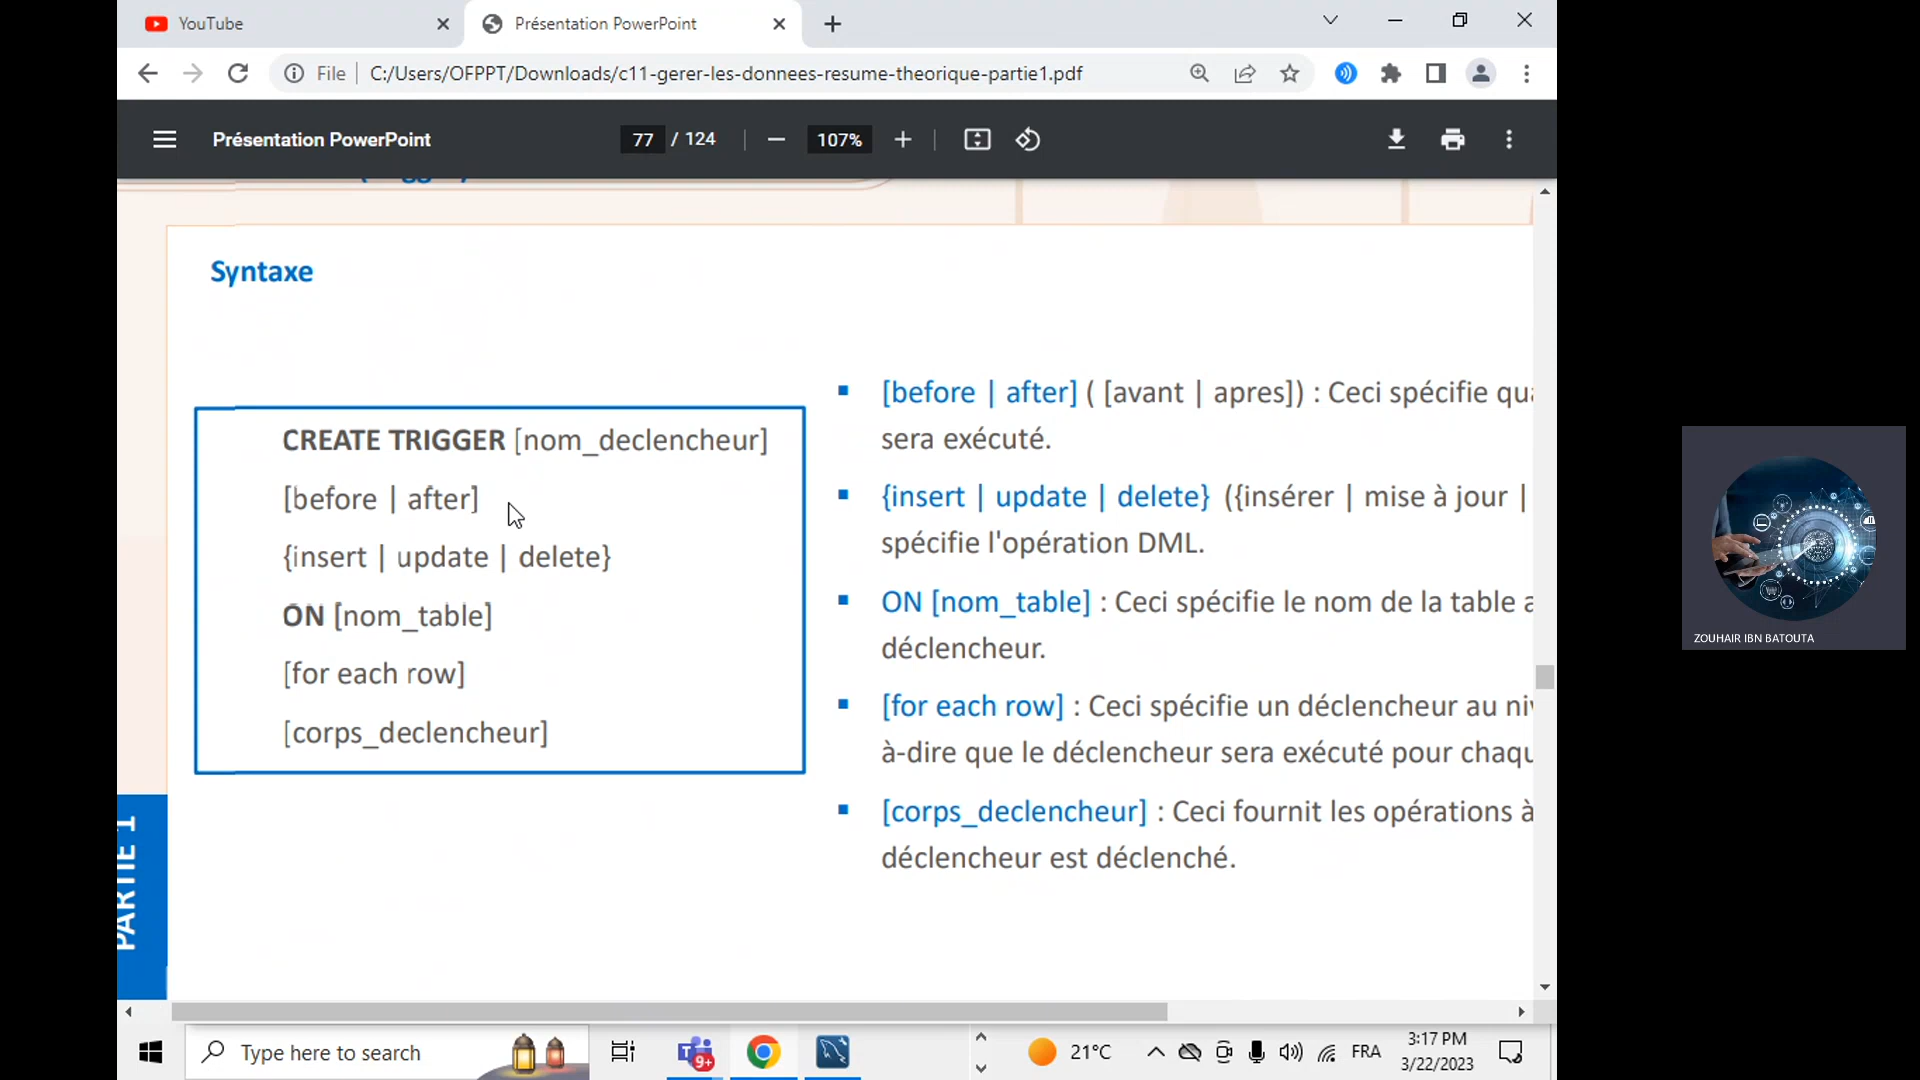 YouTube
Présentation PowerPoint
File
C:/Users/OFPPT/Downloads/c11-gerer-les-donnees-resume-theorique-partie1.pdf
Présentation PowerPoint
77 / 124
107%
Syntaxe
CREATE TRIGGER [nom_declencheur]
[before | after]
{insert | update | delete}
ON [nom_table]
[for each row]
[corps_declencheur]
[before | after] ( [avant | apres]) : Ceci spécifie
sera exécuté.
{insert | update | delete} ({insérer | mise à jour |
spécifie l'opération DML.
ON [nom_table] : Ceci spécifie le nom de la table
déclencheur.
[for each row] : Ceci spécifie un déclencheur au
à-dire que le déclencheur sera exécuté pour
[corps_declencheur] : Ceci fournit les opérations à
déclencheur est déclenché.
PARTIE 1
ZOUHAIR IBN BATOUTA
Type here to search
9+
21°C
FRA
3:17 PM
3/22/2023